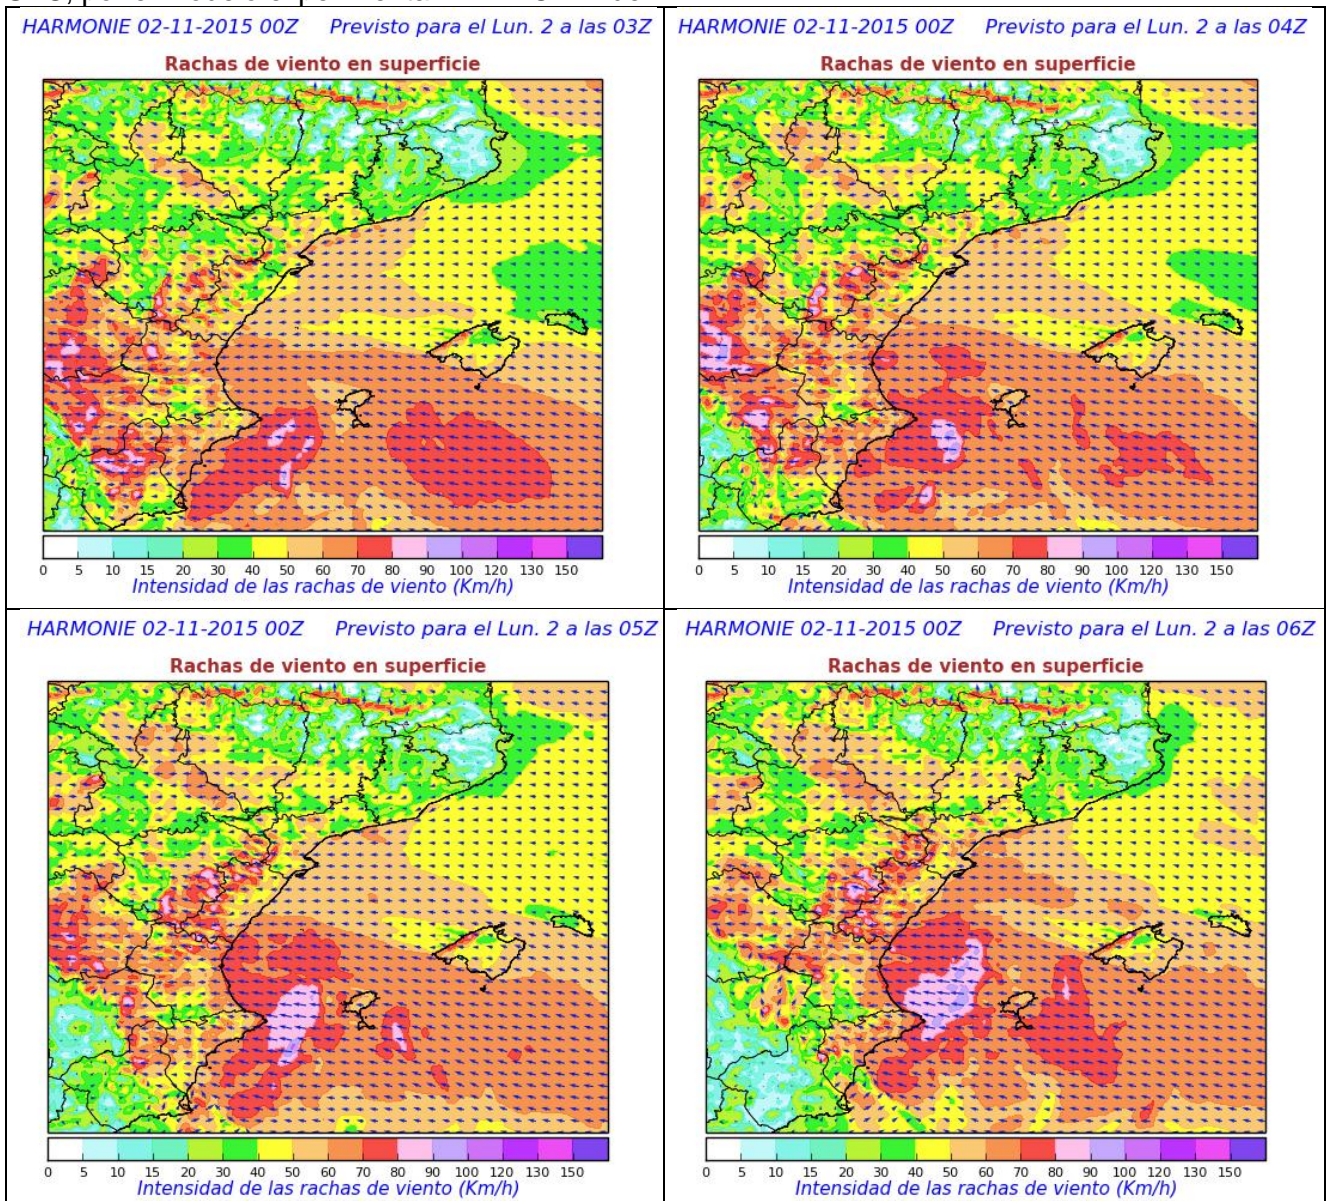 HARMONIE 02-11-2015 00Z Previsto para el Lun. 2 a las 03Z
Rachas de viento en superficie
0 5 10 15 20 30 40 50 60 70 80 90 100 120 130 150
Intensidad de las rachas de viento (Km/h)
HARMONIE 02-11-2015 00Z Previsto para el Lun. 2 a las 04Z
Rachas de viento en superficie
0 5 10 15 20 30 40 50 60 70 80 90 100 120 130 150
Intensidad de las rachas de viento (Km/h)
HARMONIE 02-11-2015 00Z Previsto para el Lun. 2 a las 05Z
Rachas de viento en superficie
0 5 10 15 20 30 40 50 60 70 80 90 100 120 130 150
Intensidad de las rachas de viento (Km/h)
HARMONIE 02-11-2015 00Z Previsto para el Lun. 2 a las 06Z
Rachas de viento en superficie
0 5 10 15 20 30 40 50 60 70 80 90 100 120 130 150
Intensidad de las rachas de viento (Km/h)